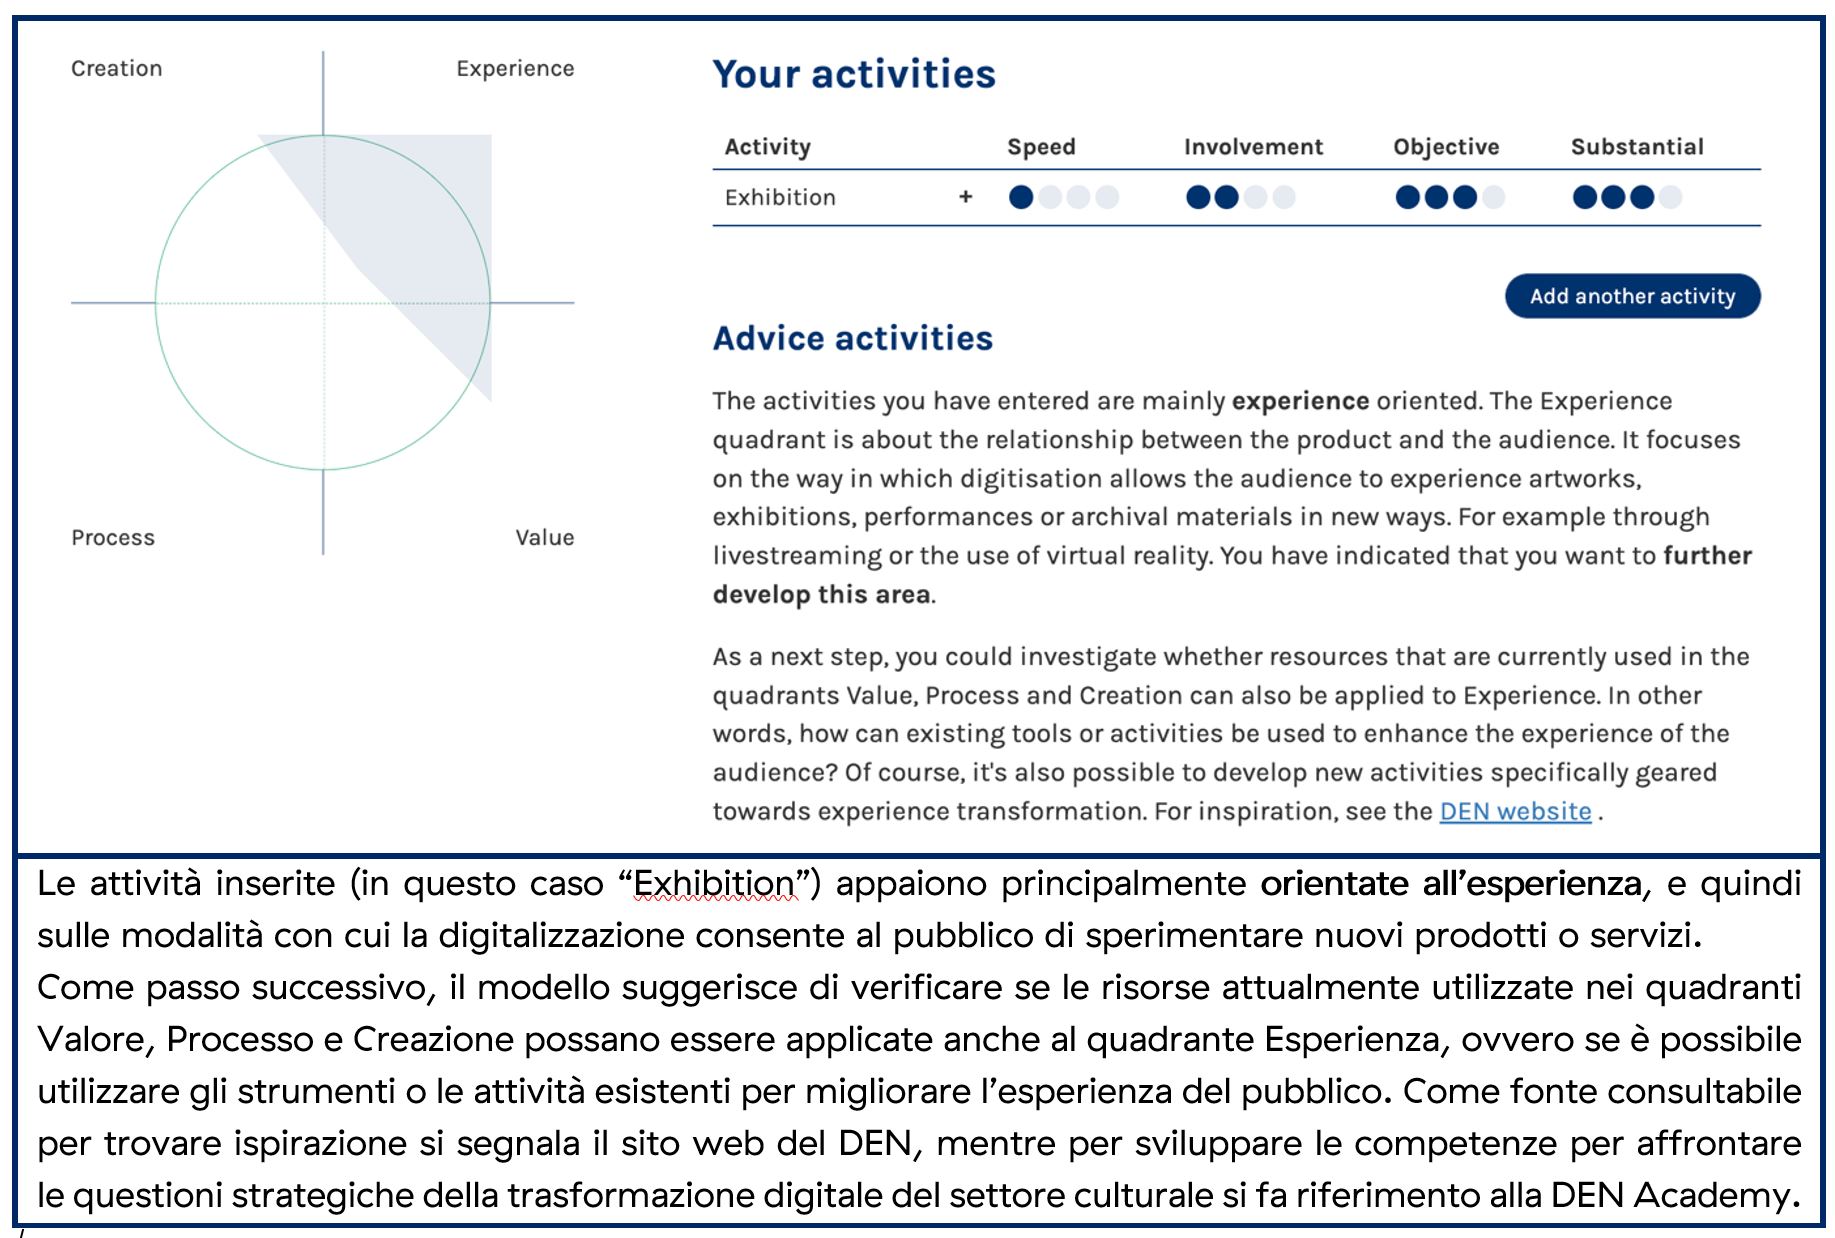 Creation
Experience
Process
Value
Your activities
Activity Speed Involvement Objective Substantial
Exhibition +
Add another activity
Advice activities
The activities you have entered are mainly experience oriented. The Experience
quadrant is about the relationship between the product and the audience. It focuses
on the way in which digitisation allows the audience to experience artworks,
exhibitions, performances or archival materials in new ways. For example through
livestreaming or the use of virtual reality. You have indicated that you want to further
develop this area.
As a next step, you could investigate whether resources that are currently used in the
quadrants Value, Process and Creation can also be applied to Experience. In other
words, how can existing tools or activities be used to enhance the experience of the
audience? Of course, it's also possible to develop new activities specifically geared
towards experience transformation. For inspiration, see the DEN website .
Le attività inserite (in questo caso “Exhibition”) appaiono principalmente orientate all’esperienza, e quindi
sulle modalità con cui la digitalizzazione consente al pubblico di sperimentare nuovi prodotti o servizi.
Come passo successivo, il modello suggerisce di verificare se le risorse attualmente utilizzate nei quadranti
Valore, Processo e Creazione possano essere applicate anche al quadrante Esperienza, ovvero se è possibile
utilizzare gli strumenti o le attività esistenti per migliorare l’esperienza del pubblico. Come fonte consultabile
per trovare ispirazione si segnala il sito web del DEN, mentre per sviluppare le competenze per affrontare
le questioni strategiche della trasformazione digitale del settore culturale si fa riferimento alla DEN Academy.